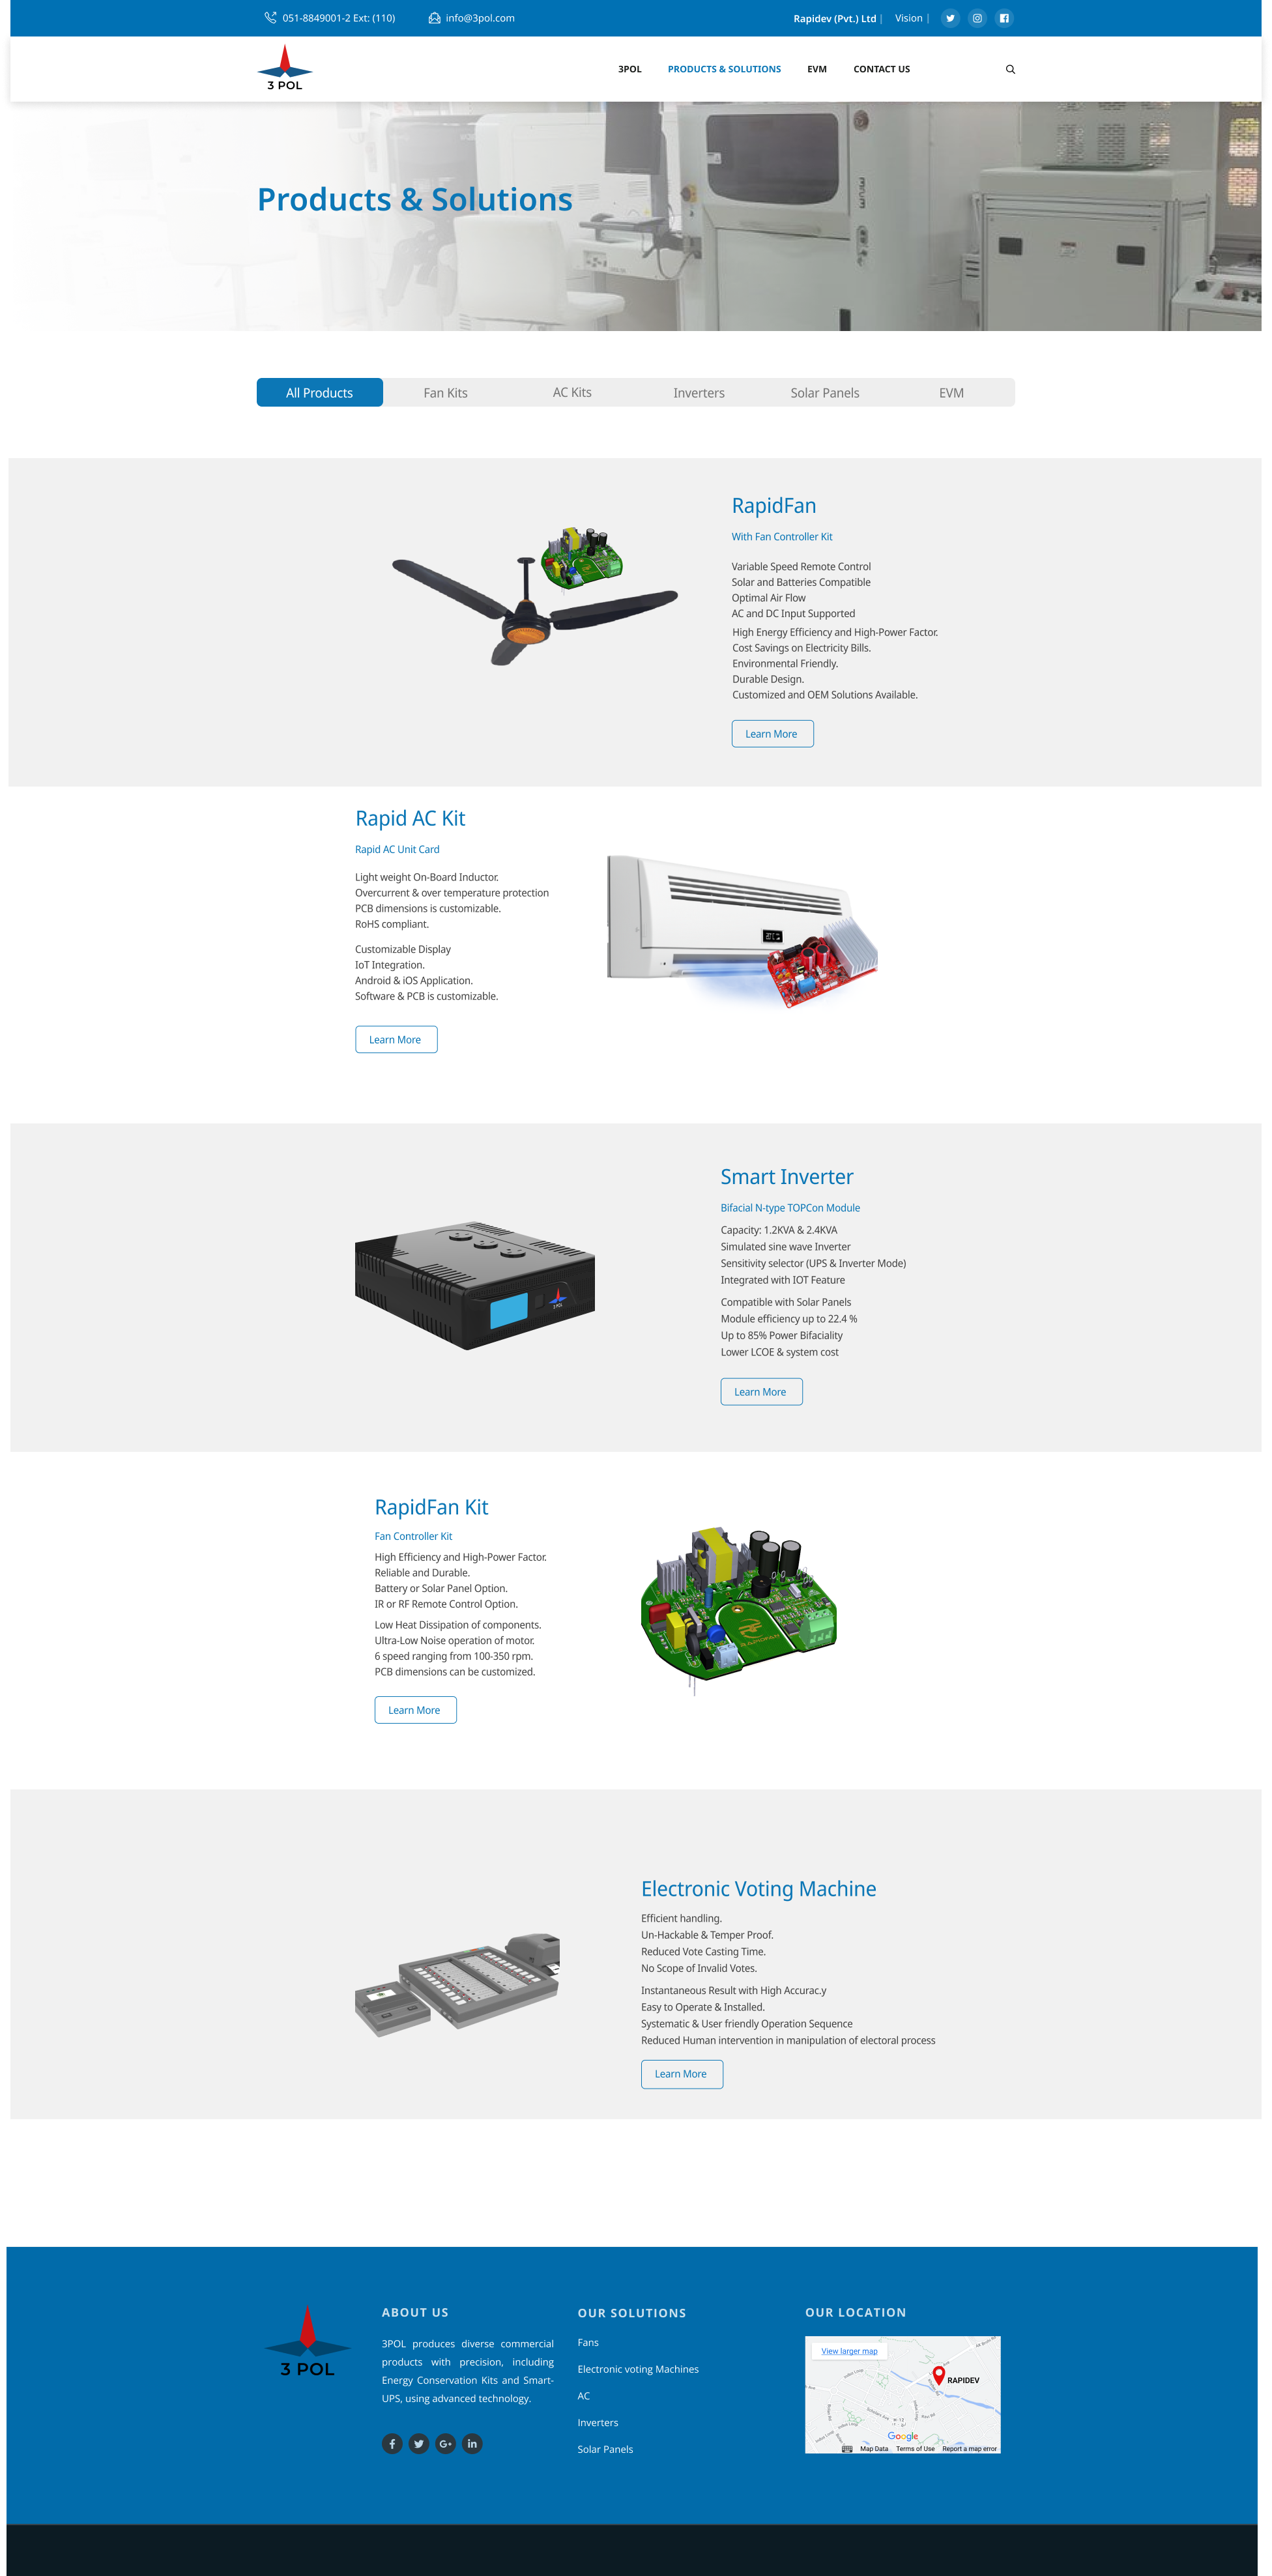 051-8849001-2 Ext: (110)
info@3pol.com
Rapidev (Pvt.) Ltd |
Vision |
3 POL
3POL
PRODUCTS & SOLUTIONS
EVM
CONTACT US
Products & Solutions
All Products
Fan Kits
AC Kits
Inverters
Solar Panels
EVM
RapidFan
With Fan Controller Kit
Variable Speed Remote Control
Solar and Batteries Compatible
Optimal Air Flow
AC and DC Input Supported
High Energy Efficiency and High-Power Factor.
Cost Savings on Electricity Bills.
Environmental Friendly.
Durable Design.
Customized and OEM Solutions Available.
Learn More
Rapid AC Kit
Rapid AC Unit Card
Light weight On-Board Inductor.
Overcurrent & over temperature protection
PCB dimensions is customizable.
RoHS compliant.
Customizable Display
IoT Integration.
Android & iOS Application.
Software & PCB is customizable.
Learn More
Smart Inverter
Bifacial N-type TOPCon Module
Capacity: 1.2KVA & 2.4KVA
Simulated sine wave Inverter
Sensitivity selector (UPS & Inverter Mode)
Integrated with IOT Feature
Compatible with Solar Panels
Module efficiency up to 22.4 %
Up to 85% Power Bifaciality
Lower LCOE & system cost
Learn More
3 POL
RapidFan Kit
Fan Controller Kit
High Efficiency and High-Power Factor.
Reliable and Durable.
Battery or Solar Panel Option.
IR or RF Remote Control Option.
Low Heat Dissipation of components.
Ultra-Low Noise operation of motor.
6 speed ranging from 100-350 rpm.
PCB dimensions can be customized.
Learn More
Electronic Voting Machine
Efficient handling.
Un-Hackable & Temper Proof.
Reduced Vote Casting Time.
No Scope of Invalid Votes.
Instantaneous Result with High Accurac.y
Easy to Operate & Installed.
Systematic & User friendly Operation Sequence
Reduced Human intervention in manipulation of electoral process
Learn More
3 POL
ABOUT US
3POL produces diverse commercial
products with precision, including
Energy Conservation Kits and Smart-
UPS, using advanced technology.
OUR SOLUTIONS
Fans
Electronic voting Machines
AC
Inverters
Solar Panels
OUR LOCATION
View larger map
RAPIDEV
Google
Map Data
Terms of Use
Report a map error